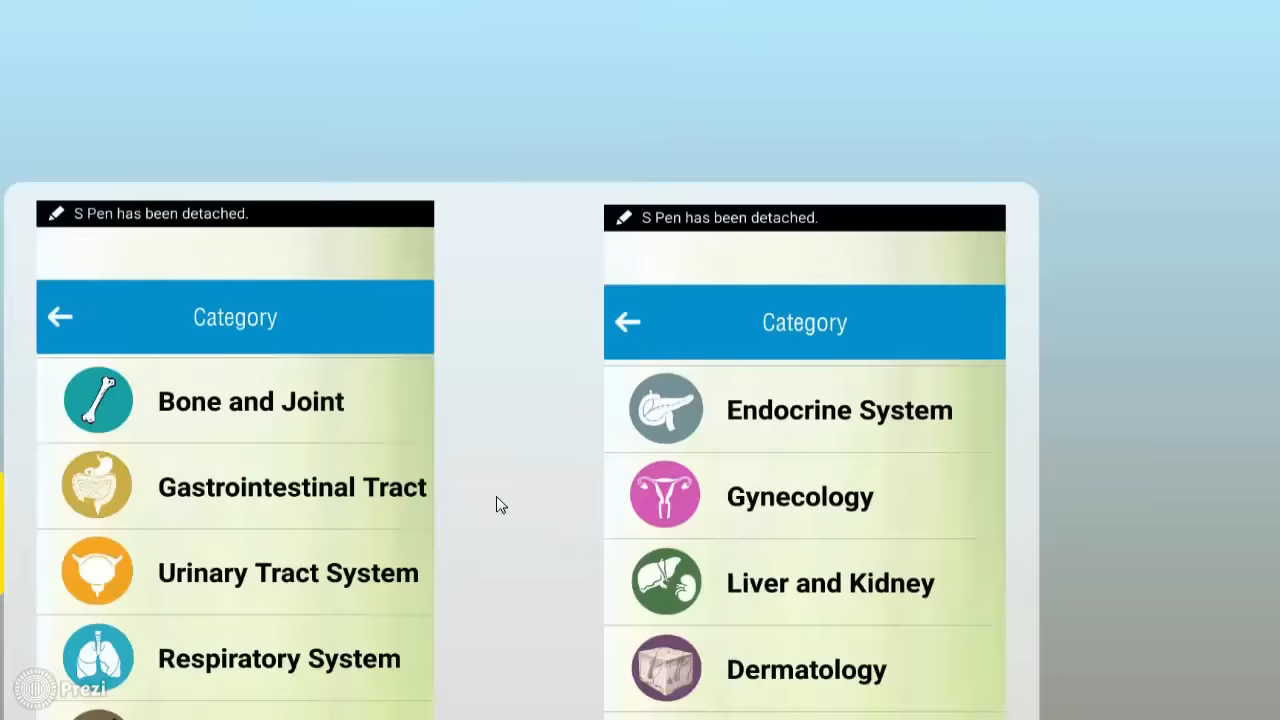 S Pen has been detached.
Category
Bone and Joint
Gastrointestinal Tract
Urinary Tract System
Respiratory System
S Pen has been detached.
Category
Endocrine System
Gynecology
Liver and Kidney
Dermatology
Prezi